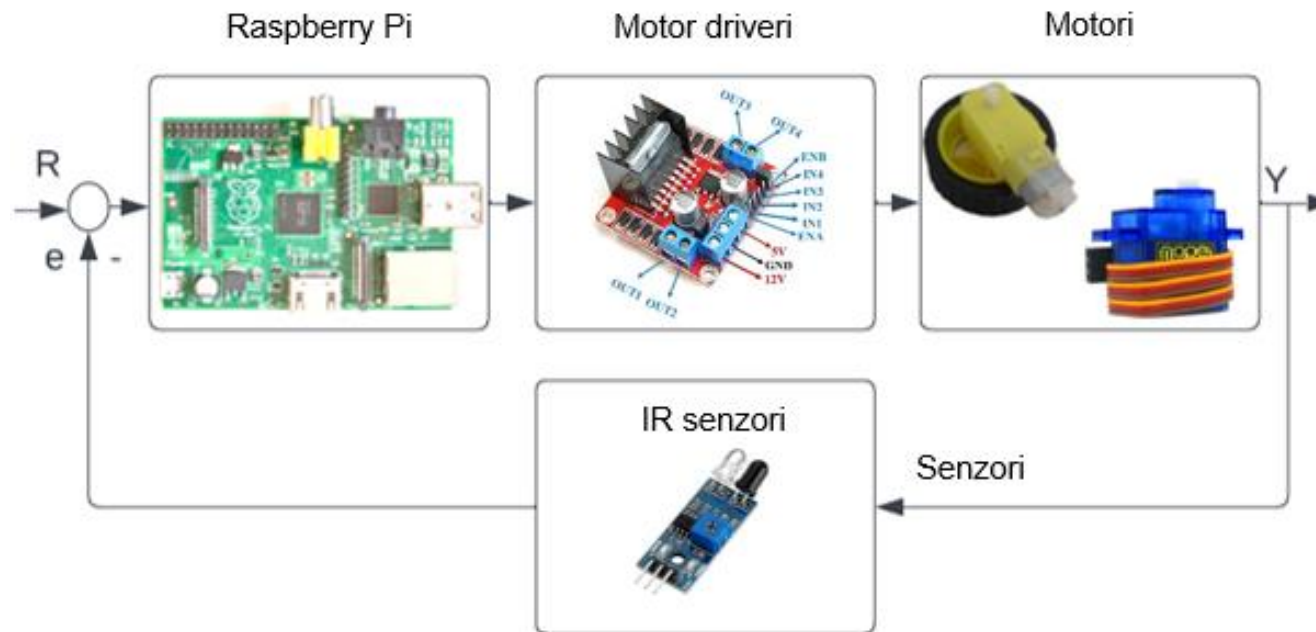 Raspberry Pi
Motor driveri
Motori
R
e
-
OUT3
OUT4
ENB
IN4
IN3
IN2
IN1
ENA
5V
GND
12V
OUT1
OUT2
Y
IR senzori
Senzori